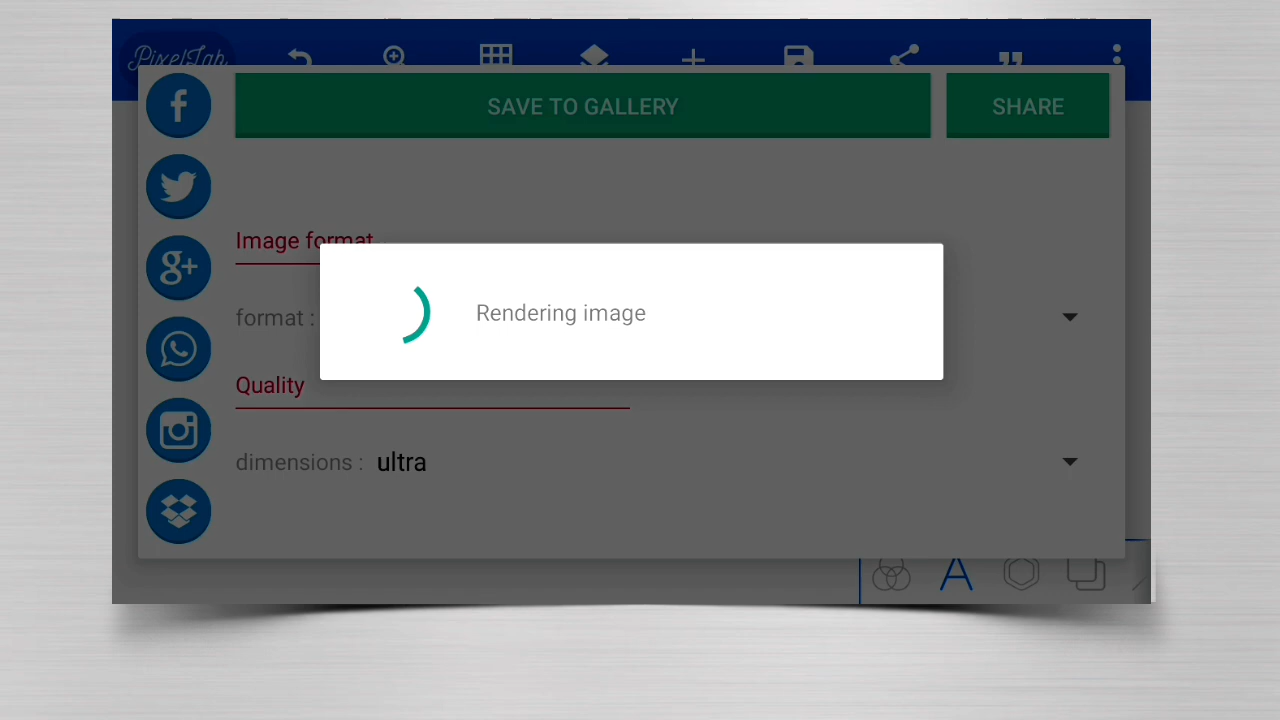 PixelLab
SAVE TO GALLERY
SHARE
Image format
format :
Rendering image
Quality
dimensions : ultra